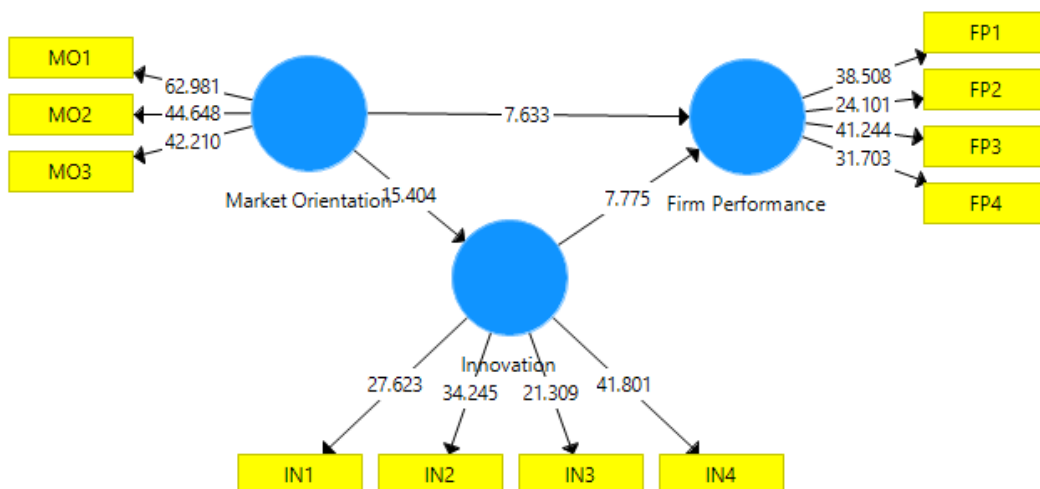 MO1
MO2
MO3
62.981
44.648
42.210
Market Orientation
15.404
7.633
7.775
Firm Performance
38.508
24.101
41.244
31.703
FP1
FP2
FP3
FP4
Innovation
27.623
34.245
21.309
41.801
IN1
IN2
IN3
IN4